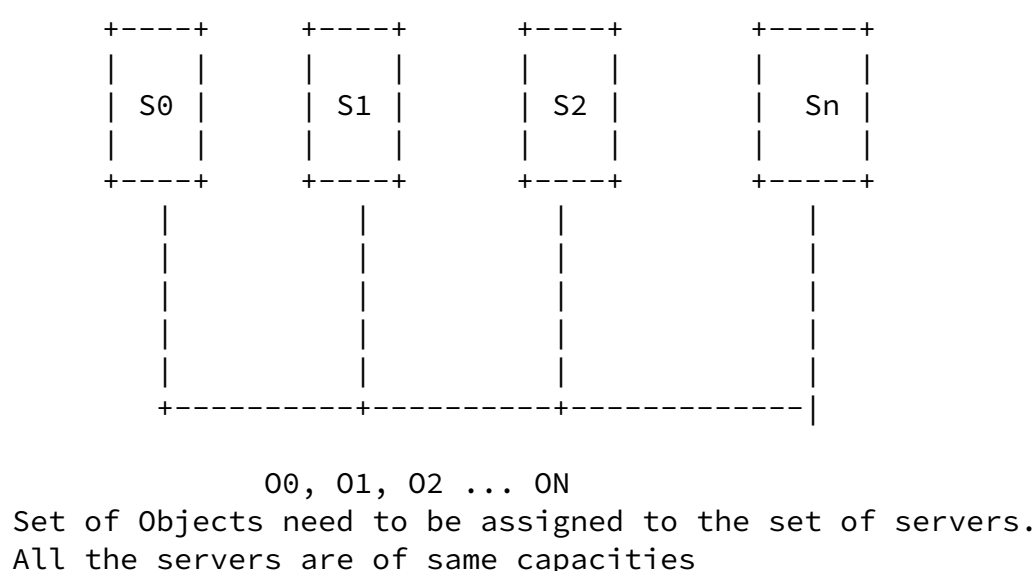 S0 S1 S2 Sn
O0, O1, O2 ... ON
Set of Objects need to be assigned to the set of servers.
All the servers are of same capacities